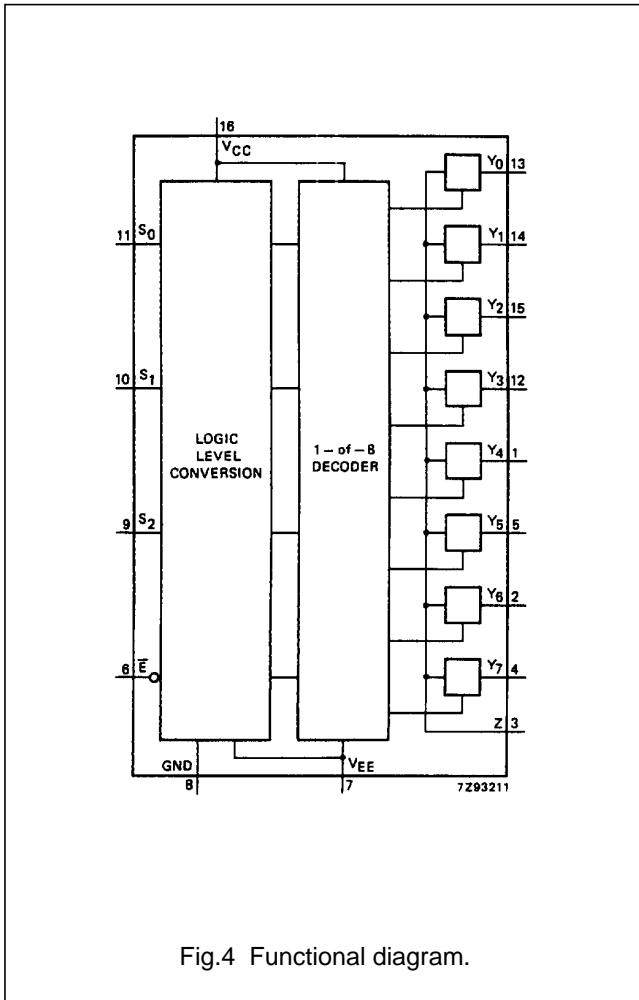 16
VCC
Y0 13
11 S0
Y1 14
Y2 15
10 S1
Y3 12
LOGIC
LEVEL
CONVERSION
1–of–8
DECODER
Y4 1
9 S2
Y5 5
Y6 2
6 E̅
Y7 4
Z 3
GND
VEE
8
7
7Z93211
Fig.4 Functional diagram.